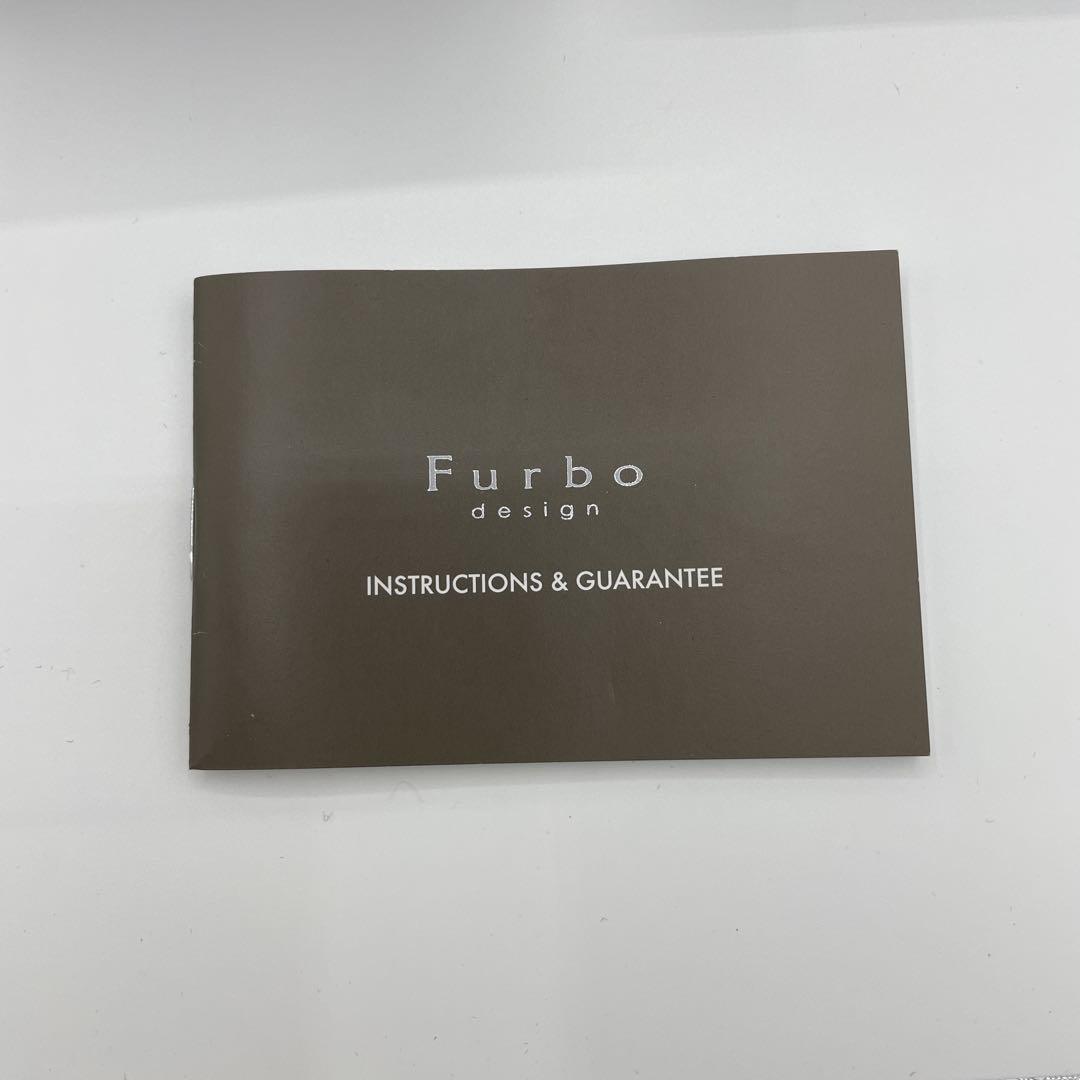 Furbo
design
INSTRUCTIONS & GUARANTEE